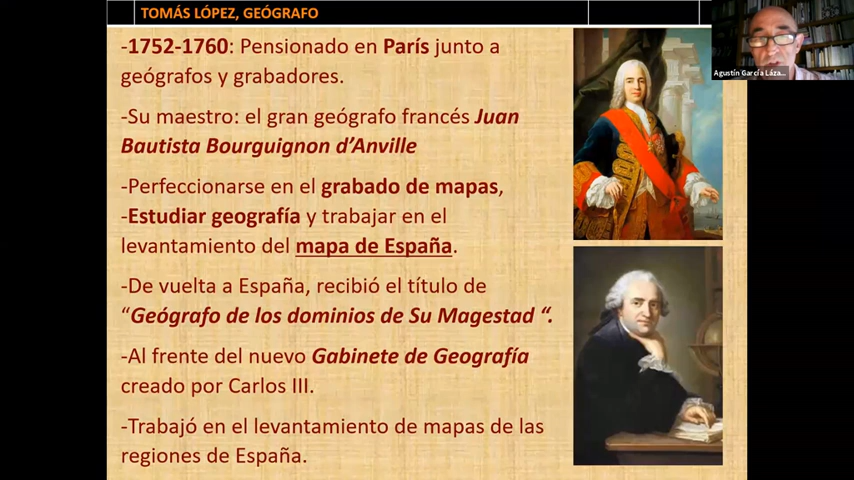 TOMÁS LÓPEZ, GEÓGRAFO
-1752-1760: Pensionado en París junto a
geógrafos y grabadores.
-Su maestro: el gran geógrafo francés Juan
Bautista Bourguignon d’Anville
-Perfeccionarse en el grabado de mapas,
-Estudiar geografía y trabajar en el
levantamiento del mapa de España.
-De vuelta a España, recibió el título de
“Geógrafo de los dominios de Su Magestad “.
-Al frente del nuevo Gabinete de Geografía
creado por Carlos III.
-Trabajó en el levantamiento de mapas de las
regiones de España.
Agustín García Láza...